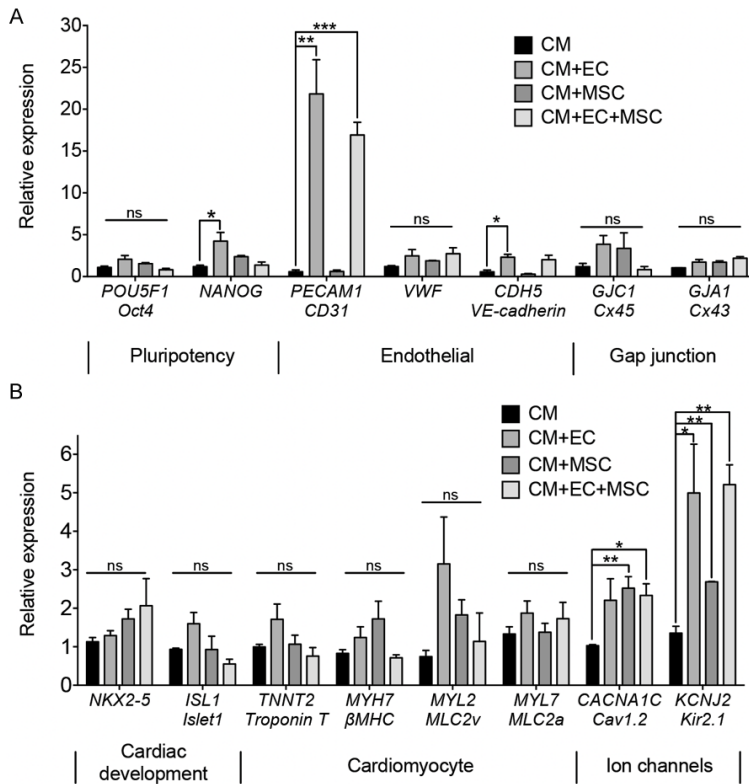 A
30
25
20
15
10
5
0
Relative expression
CM
CM+EC
CM+MSC
CM+EC+MSC
ns
*
**
***
ns
*
ns
ns
POU5F1
Oct4
NANOG
PECAM1
CD31
VWF
CDH5
VE-cadherin
GJC1
Cx45
GJA1
Cx43
Pluripotency
Endothelial
Gap junction
B
6
5
4
3
2
1
0
Relative expression
CM
CM+EC
CM+MSC
CM+EC+MSC
ns
ns
ns
ns
ns
ns
**
*
*
**
**
NKX2-5
ISL1
Islet1
TNNT2
Troponin T
MYH7
βMHC
MYL2
MLC2v
MYL7
MLC2a
CACNA1C
Cav1.2
KCNJ2
Kir2.1
Cardiac
development
Cardiomyocyte
Ion channels